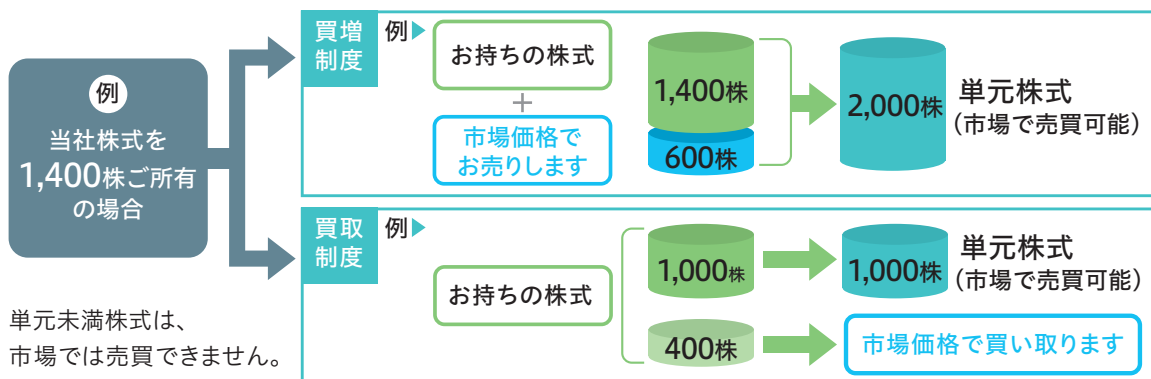 例
当社株式を
1,400株ご所有
の場合
単元未満株式は、
市場では売買できません。
買増
制度
例
お持ちの株式
+
市場価格で
お売りします
1,400株
600株
2,000株
単元株式
(市場で売買可能)
買取
制度
例
お持ちの株式
1,000株
1,000株
単元株式
(市場で売買可能)
400株
市場価格で買い取ります